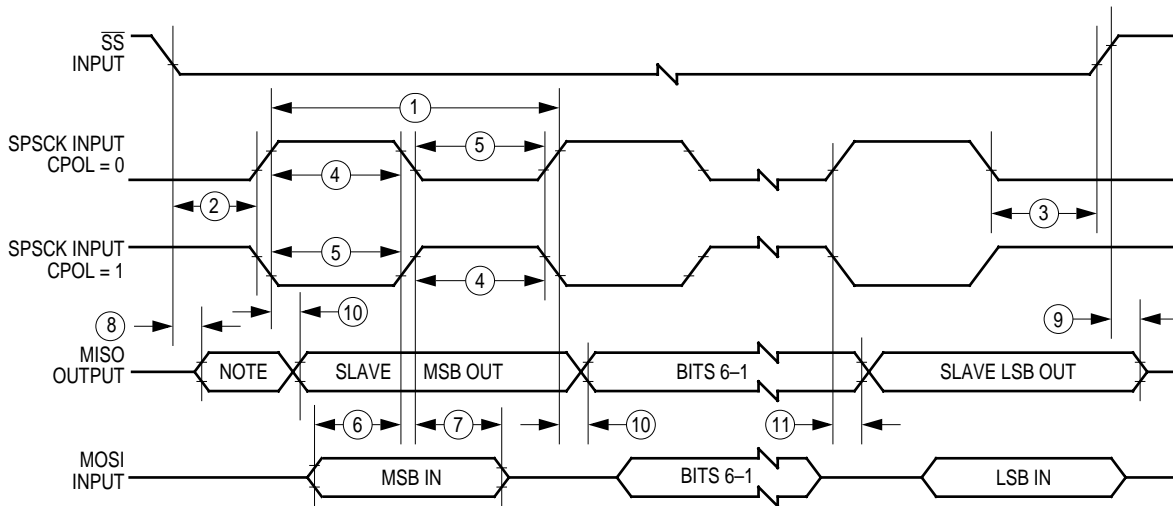 SS
INPUT
1
SPSCK INPUT
CPOL = 0
5
4
2
3
SPSCK INPUT
CPOL = 1
5
4
8
10
9
MISO
OUTPUT
NOTE
SLAVE MSB OUT
BITS 6–1
SLAVE LSB OUT
6
7
10
11
MOSI
INPUT
MSB IN
BITS 6–1
LSB IN